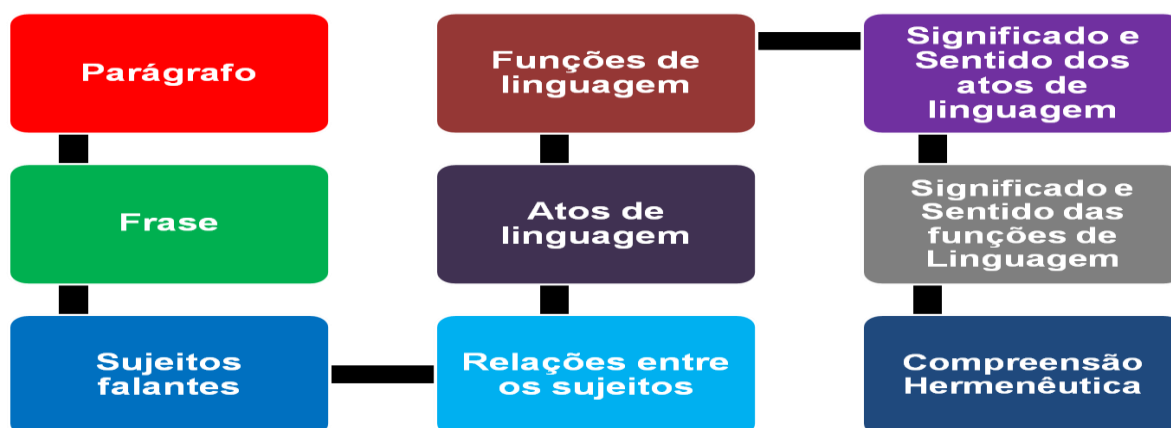 Parágrafo
Frase
Sujeitos
falantes
Relações entre
os sujeitos
Atos de
linguagem
Funções de
linguagem
Significado e
Sentido dos
atos de
linguagem
Significado e
Sentido das
funções de
Linguagem
Compreensão
Hermenêutica